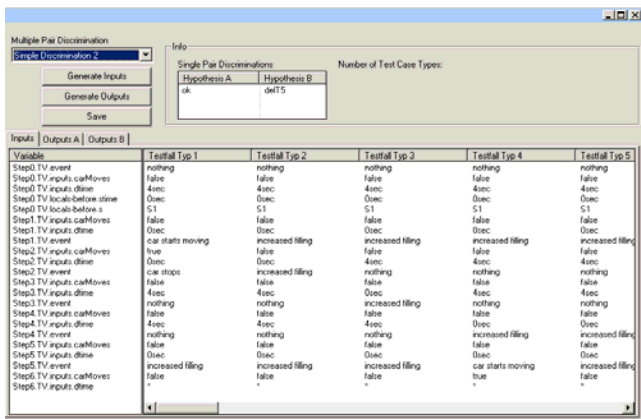 Multiple Pair Discrimination
Simple Discrimination 2
Generate Inputs
Generate Outputs
Save
Info
Single Pair Discriminations
Number of Test Case Types:
Hypothesis A Hypothesis B
ok delT5
Inputs Outputs A Outputs B
Variable Testfall Typ 1 Testfall Typ 2 Testfall Typ 3 Testfall Typ 4 Testfall Typ 5
Step0.TV.event nothing nothing nothing nothing nothing
Step0.TV.inputs.carMoves false false false false false
Step0.TV.inputs.dtime 4sec 4sec 4sec 4sec 4sec
Step0.TV.locals-before.stime 0sec 0sec 0sec 0sec 0sec
Step0.TV.locals-before.s S1 S1 S1 S1 S1
Step1.TV.inputs.carMoves false false false false false
Step1.TV.inputs.dtime 0sec 0sec 0sec 0sec 0sec
Step1.TV.event car starts moving increased filling increased filling increased filling increased filling
Step2.TV.inputs.carMoves true false false false false
Step2.TV.inputs.dtime 0sec 0sec 4sec 4sec 4sec
Step2.TV.event car stops increased filling nothing nothing nothing
Step3.TV.inputs.carMoves false false false false false
Step3.TV.inputs.dtime 4sec 4sec 0sec 4sec 4sec
Step3.TV.event nothing nothing increased filling nothing nothing
Step4.TV.inputs.carMoves false false false false false
Step4.TV.inputs.dtime 4sec 4sec 4sec 0sec 0sec
Step4.TV.event nothing nothing nothing increased filling increased filling
Step5.TV.inputs.carMoves false false false false false
Step5.TV.inputs.dtime 0sec 0sec 0sec 0sec 0sec
Step5.TV.event increased filling increased filling increased filling car starts moving increased filling
Step6.TV.inputs.carMoves false false false true false
Step6.TV.inputs.dtime * * * * *